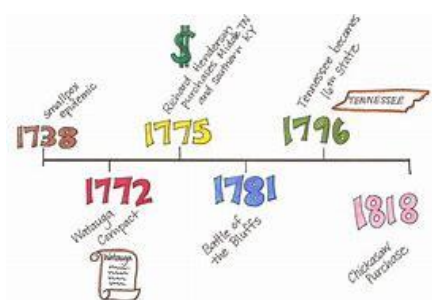 $
Smallpox
epidemic
1738
1772
Watauga
Compact
Watauga
Richard Henderson
purchases Middle TN
and southern KY
1775
1781
Battle of
the Bluffs
Tennessee becomes
16th State
1796
TENNESSEE
1818
Chickasaw
Purchase